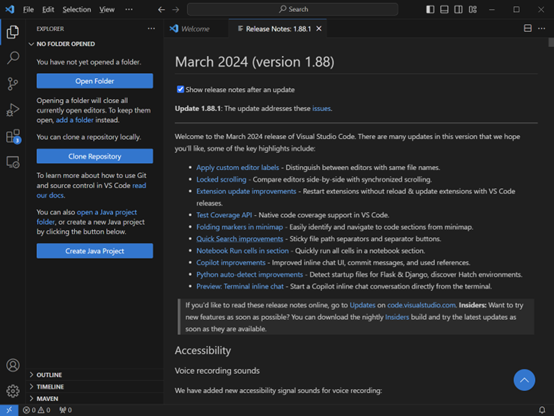 File Edit Selection View ··· Search
EXPLORER ···
Welcome Release Notes: 1.88.1
NO FOLDER OPENED
You have not yet opened a folder.
Open Folder
Opening a folder will close all
currently open editors. To keep them
open, add a folder instead.
You can clone a repository locally.
Clone Repository
To learn more about how to use Git
and source control in VS Code read
our docs.
You can also open a Java project
folder, or create a new Java project
by clicking the button below.
Create Java Project
OUTLINE
TIMELINE
MAVEN
March 2024 (version 1.88)
Show release notes after an update
Update 1.88.1: The update addresses these issues.
Welcome to the March 2024 release of Visual Studio Code. There are many updates in this version that we hope
you'll like, some of the key highlights include:
• Apply custom editor labels - Distinguish between editors with same file names.
• Locked scrolling - Compare editors side-by-side with synchronized scrolling.
• Extension update improvements - Restart extensions without reload & update extensions with VS Code
releases.
• Test Coverage API - Native code coverage support in VS Code.
• Folding markers in minimap - Easily identify and navigate to code sections from minimap.
• Quick Search improvements - Sticky file path separators and separator buttons.
• Notebook Run cells in section - Quickly run all cells in a notebook section.
• Copilot improvements - Improved inline chat UI, commit messages, and used references.
• Python auto-detect improvements - Detect startup files for Flask & Django, discover Hatch environments.
• Preview: Terminal inline chat - Start a Copilot inline chat conversation directly from the terminal.
If you'd like to read these release notes online, go to Updates on code.visualstudio.com. Insiders: Want to try
new features as soon as possible? You can download the nightly Insiders build and try the latest updates as
soon as they are available.
Accessibility
Voice recording sounds
We have added new accessibility signal sounds for voice recording:
3
0 0 0